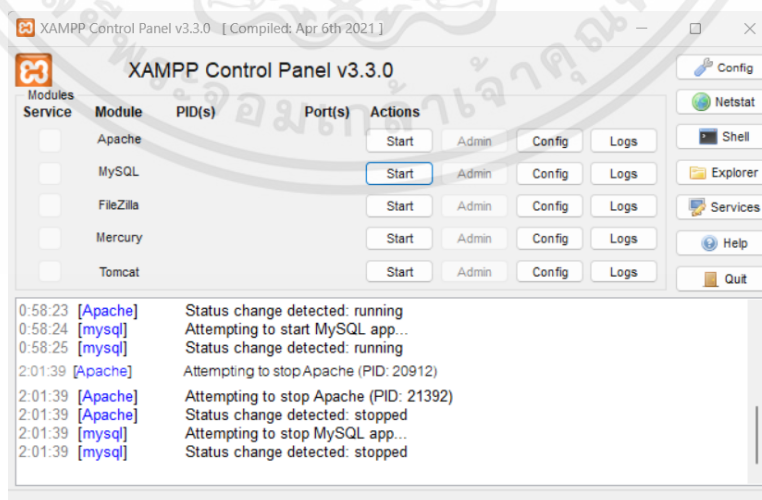 XAMPP Control Panel v3.3.0 [ Compiled: Apr 6th 2021 ]
XAMPP Control Panel v3.3.0
Modules
Service Module PID(s) Port(s) Actions
Apache Start Admin Config Logs
MySQL Start Admin Config Logs
FileZilla Start Admin Config Logs
Mercury Start Admin Config Logs
Tomcat Start Admin Config Logs
Config
Netstat
Shell
Explorer
Services
Help
Quit
0:58:23 [Apache] Status change detected: running
0:58:24 [mysql] Attempting to start MySQL app...
0:58:25 [mysql] Status change detected: running
2:01:39 [Apache] Attempting to stop Apache (PID: 20912)
2:01:39 [Apache] Attempting to stop Apache (PID: 21392)
2:01:39 [Apache] Status change detected: stopped
2:01:39 [mysql] Attempting to stop MySQL app...
2:01:39 [mysql] Status change detected: stopped